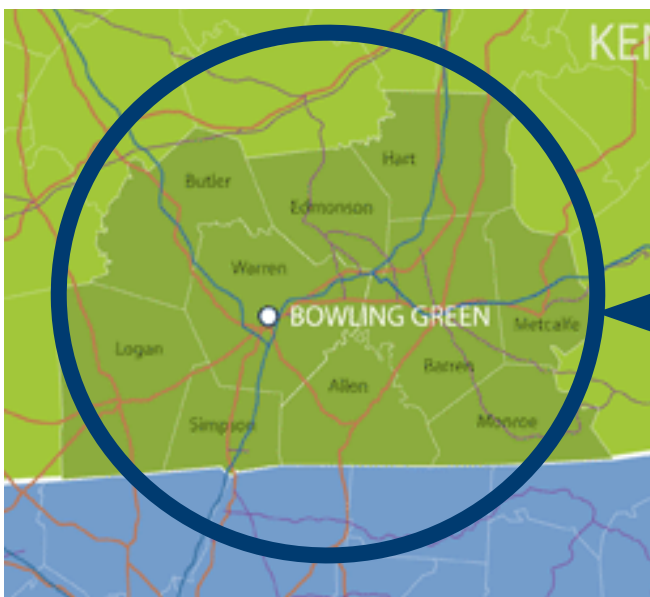 KEN
Hart
Butler
Edmonson
Warren
BOWLING GREEN
Metcalfe
Logan
Barren
Allen
Monroe
Simpson